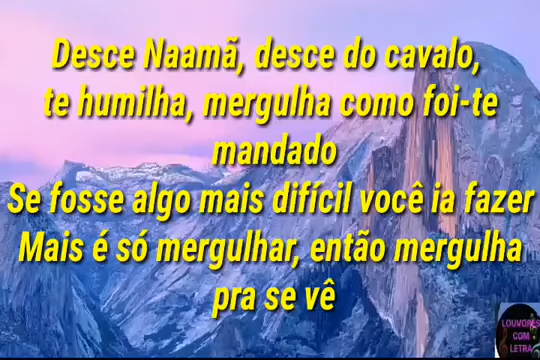 Desce Naamã, desce do cavalo,
te humilha, mergulha como foi-te
mandado
Se fosse algo mais difícil você ia fazer
Mais é só mergulhar, então mergulha
pra se vê
LOUVORES
COM
LETRA